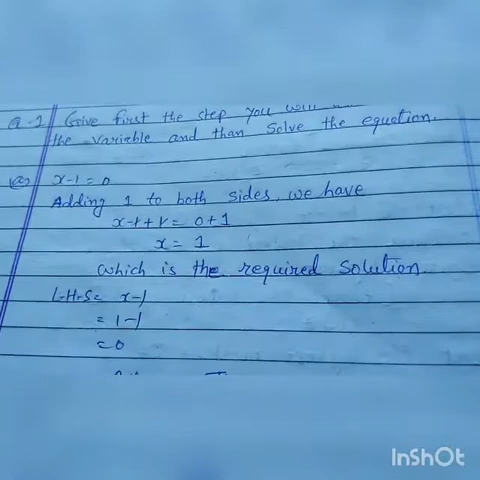 Q-1 Give first the step you will
the variable and than solve the equation.
(a) x-1=0
Adding 1 to both sides, we have
x-1+1= 0+1
x= 1
which is the required solution.
L-H-S= x-1
= 1-1
=0
InShOt